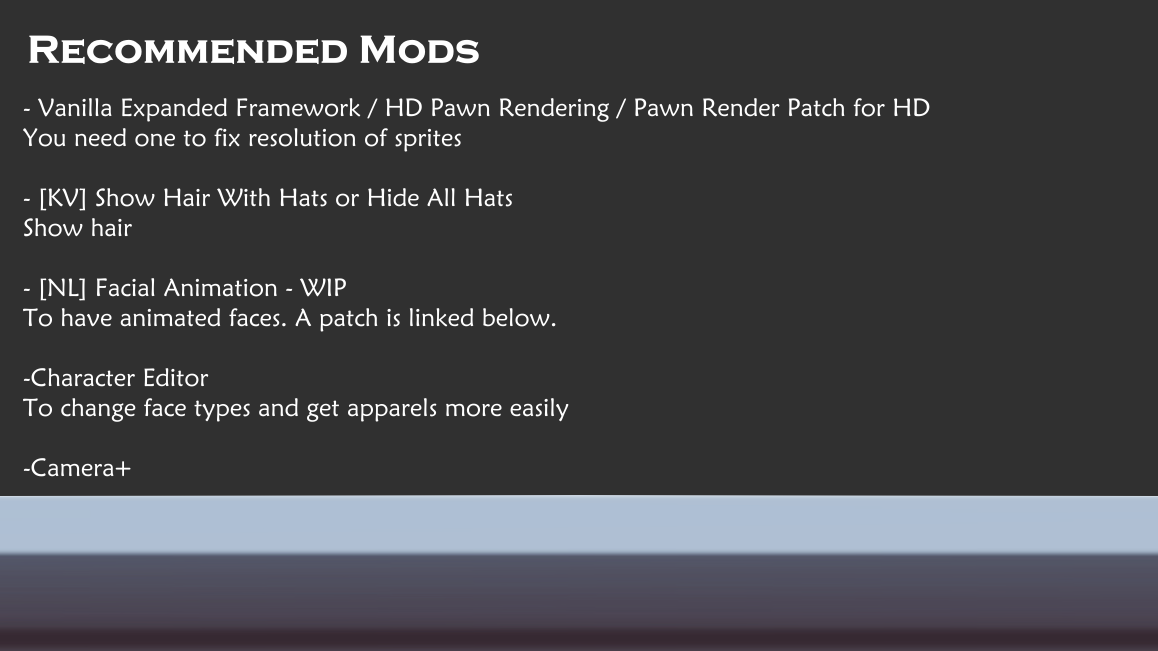 Recommended Mods
- Vanilla Expanded Framework / HD Pawn Rendering / Pawn Render Patch for HD
You need one to fix resolution of sprites
- [KV] Show Hair With Hats or Hide All Hats
Show hair
- [NL] Facial Animation - WIP
To have animated faces. A patch is linked below.
-Character Editor
To change face types and get apparels more easily
-Camera+